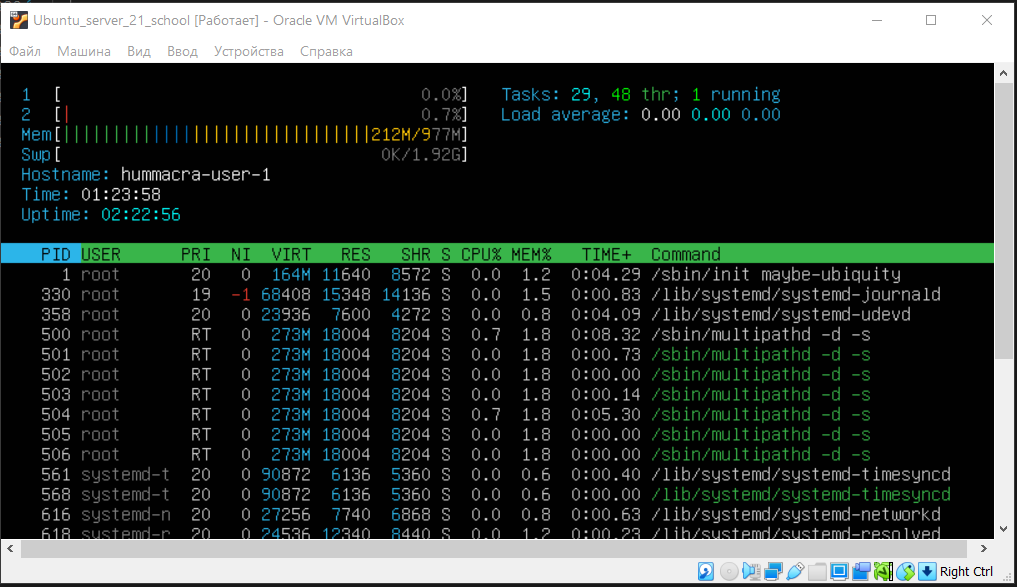 Ubuntu_server_21_school [Работает] - Oracle VM VirtualBox
Файл Машина Вид Ввод Устройства Справка
1 [ 0.0%] Tasks: 29, 48 thr; 1 running
2 [| 0.7%] Load average: 0.00 0.00 0.00
Mem[|||||||||||||||||||||||||||||||212M/977M]
Swp[ 0K/1.92G]
Hostname: hummacra-user-1
Time: 01:23:58
Uptime: 02:22:56
PID USER PRI NI VIRT RES SHR S CPU% MEM% TIME+ Command
1 root 20 0 164M 11640 8572 S 0.0 1.2 0:04.29 /sbin/init maybe-ubiquity
330 root 19 -1 68408 15348 14136 S 0.0 1.5 0:00.83 /lib/systemd/systemd-journald
358 root 20 0 23936 7600 4272 S 0.0 0.8 0:04.09 /lib/systemd/systemd-udevd
500 root RT 0 273M 18004 8204 S 0.7 1.8 0:08.32 /sbin/multipathd -d -s
501 root RT 0 273M 18004 8204 S 0.0 1.8 0:00.73 /sbin/multipathd -d -s
502 root RT 0 273M 18004 8204 S 0.0 1.8 0:00.00 /sbin/multipathd -d -s
503 root RT 0 273M 18004 8204 S 0.0 1.8 0:00.14 /sbin/multipathd -d -s
504 root RT 0 273M 18004 8204 S 0.7 1.8 0:05.30 /sbin/multipathd -d -s
505 root RT 0 273M 18004 8204 S 0.0 1.8 0:00.00 /sbin/multipathd -d -s
506 root RT 0 273M 18004 8204 S 0.0 1.8 0:00.00 /sbin/multipathd -d -s
561 systemd-t 20 0 90872 6136 5360 S 0.0 0.6 0:00.40 /lib/systemd/systemd-timesyncd
568 systemd-t 20 0 90872 6136 5360 S 0.0 0.6 0:00.00 /lib/systemd/systemd-timesyncd
616 systemd-n 20 0 27256 7740 6868 S 0.0 0.8 0:00.63 /lib/systemd/systemd-networkd
618 systemd-r 20 0 24536 12340 8440 S 0.0 1.2 0:00.23 /lib/systemd/systemd-resolved
Right Ctrl